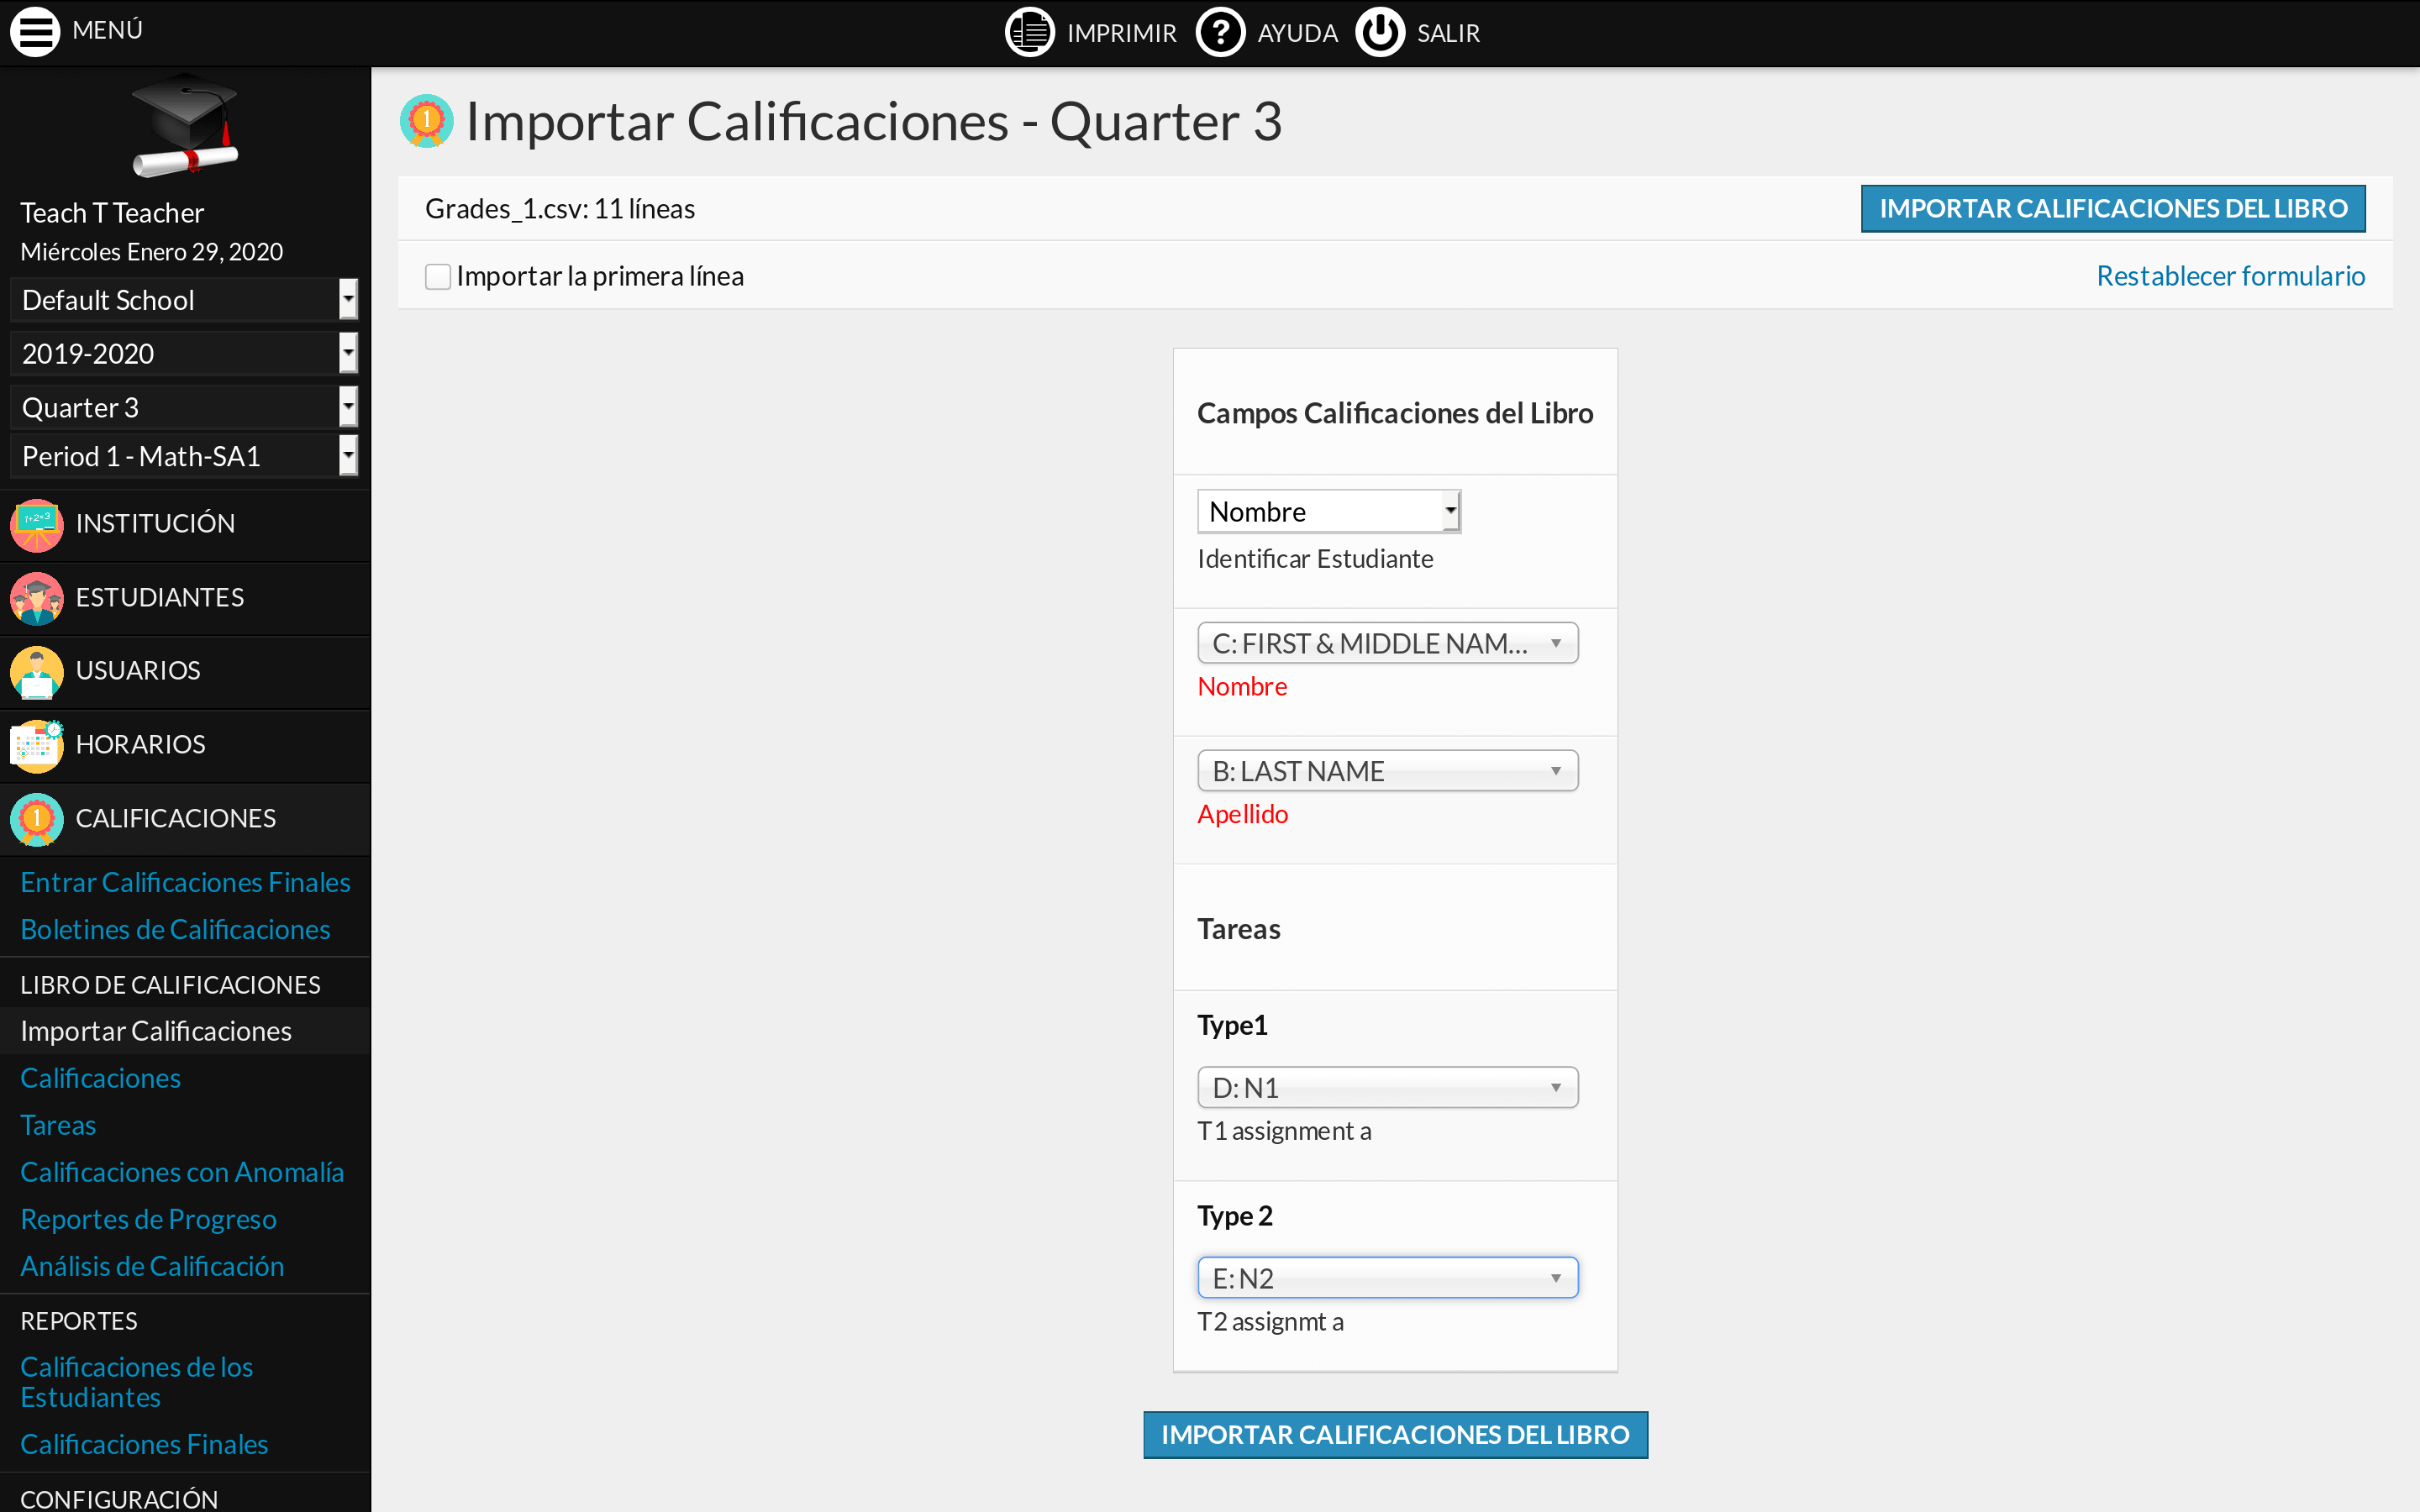 MENÚ
IMPRIMIR
AYUDA
SALIR
Teach T Teacher
Miércoles Enero 29, 2020
Default School
2019-2020
Quarter 3
Period 1 - Math-SA1
INSTITUCIÓN
ESTUDIANTES
USUARIOS
HORARIOS
CALIFICACIONES
Entrar Calificaciones Finales
Boletines de Calificaciones
LIBRO DE CALIFICACIONES
Importar Calificaciones
Calificaciones
Tareas
Calificaciones con Anomalía
Reportes de Progreso
Análisis de Calificación
REPORTES
Calificaciones de los
Estudiantes
Calificaciones Finales
CONFIGURACIÓN
Importar Calificaciones - Quarter 3
Grades_1.csv: 11 líneas
IMPORTAR CALIFICACIONES DEL LIBRO
Importar la primera línea
Restablecer formulario
Campos Calificaciones del Libro
Nombre
Identificar Estudiante
C: FIRST & MIDDLE NAM...
Nombre
B: LAST NAME
Apellido
Tareas
Type1
D: N1
T1 assignment a
Type 2
E: N2
T2 assignmt a
IMPORTAR CALIFICACIONES DEL LIBRO